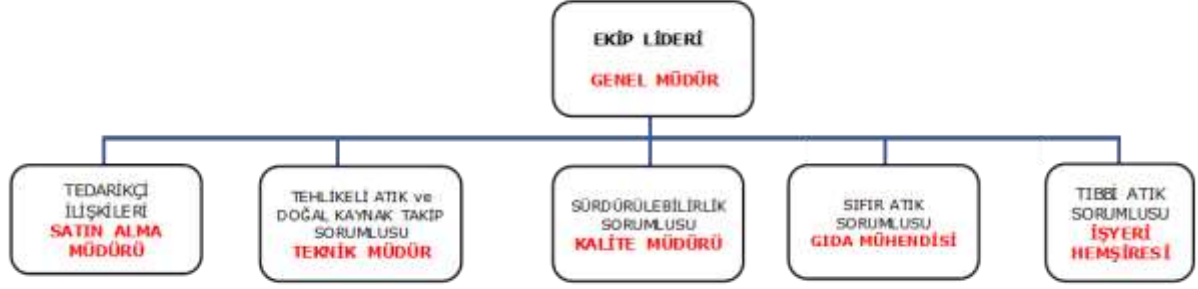 EKİP LİDERİ
GENEL MÜDÜR
TEDARİKÇİ
İLİŞKİLERİ
SATIN ALMA
MÜDÜRÜ
TEHLİKELİ ATIK ve
DOĞAL KAYNAK TAKİP
SORUMLUSU
TEKNİK MÜDÜR
SÜRDÜRÜLEBİLİRLİK
SORUMLUSU
KALİTE MÜDÜRÜ
SIFIR ATIK
SORUMLUSU
GIDA MÜHENDİSİ
TIBBİ ATIK
SORUMLUSU
İŞYERİ
HEMŞİRESİ